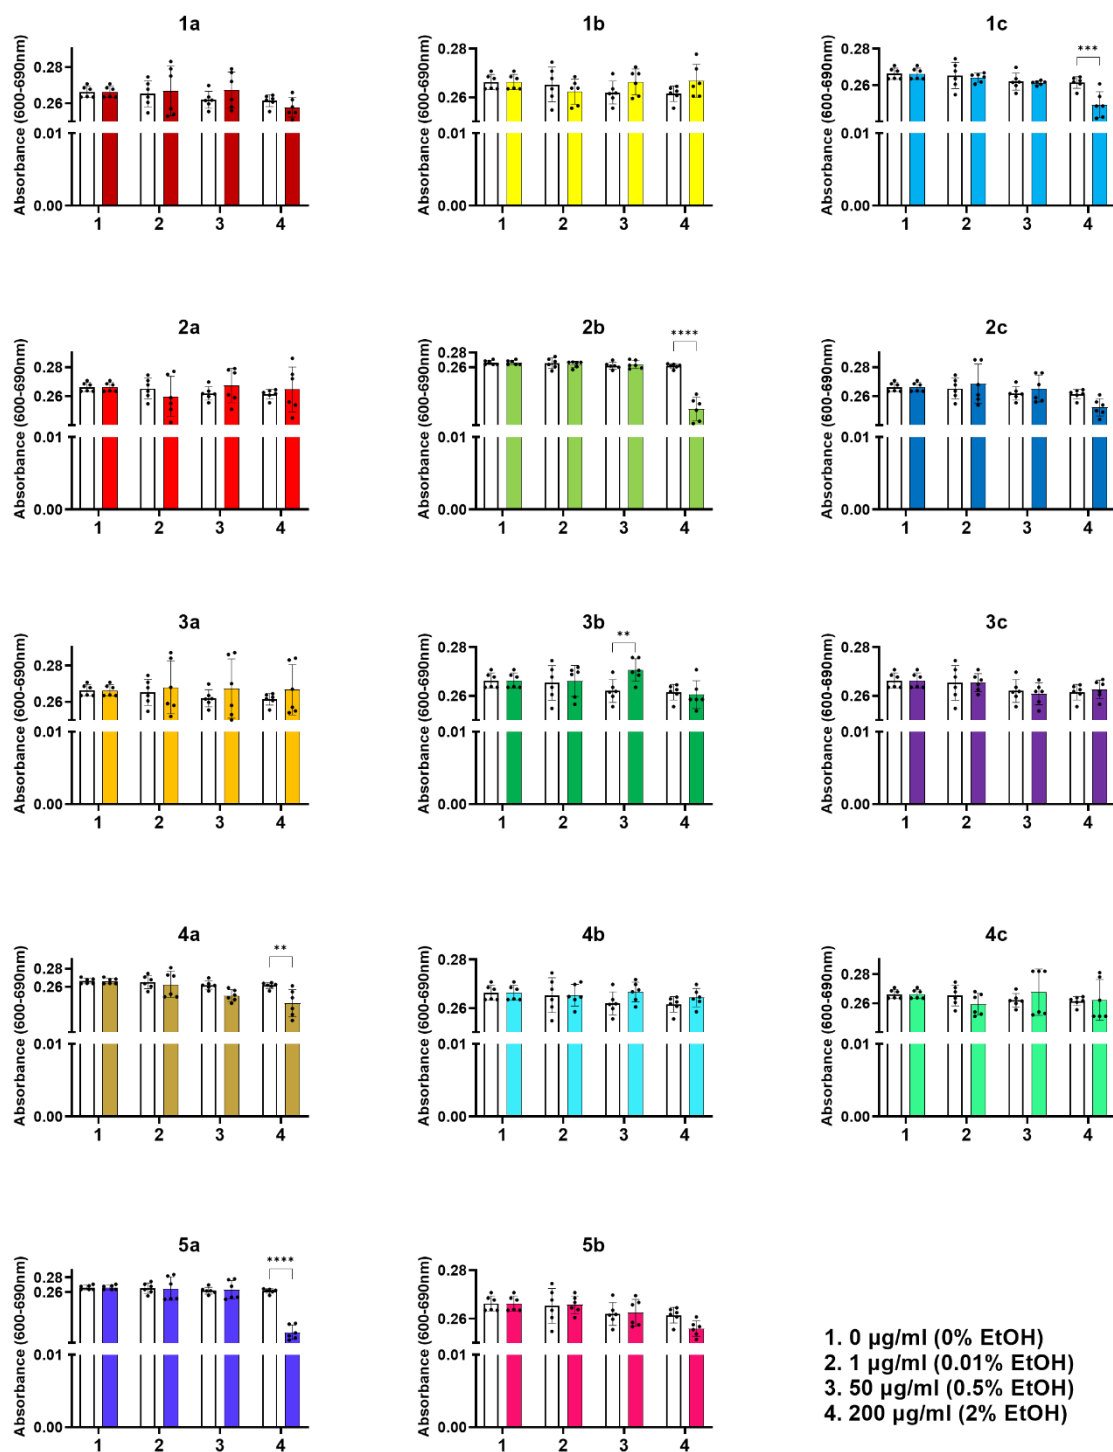 1a
1b
1c
Absorbance (600-690nm)
0.28
0.26
0.01
0.00
1 2 3 4
Absorbance (600-690nm)
0.28
0.26
0.01
0.00
1 2 3 4
Absorbance (600-690nm)
0.28
0.26
0.01
0.00
***
1 2 3 4
2a
2b
2c
Absorbance (600-690nm)
0.28
0.26
0.01
0.00
1 2 3 4
Absorbance (600-690nm)
0.28
0.26
0.01
0.00
****
1 2 3 4
Absorbance (600-690nm)
0.28
0.26
0.01
0.00
1 2 3 4
3a
3b
3c
Absorbance (600-690nm)
0.28
0.26
0.01
0.00
1 2 3 4
Absorbance (600-690nm)
0.28
0.26
0.01
0.00
**
1 2 3 4
Absorbance (600-690nm)
0.28
0.26
0.01
0.00
1 2 3 4
4a
4b
4c
Absorbance (600-690nm)
0.28
0.26
0.01
0.00
**
1 2 3 4
Absorbance (600-690nm)
0.28
0.26
0.01
0.00
1 2 3 4
Absorbance (600-690nm)
0.28
0.26
0.01
0.00
1 2 3 4
5a
5b
Absorbance (600-690nm)
0.28
0.26
0.01
0.00
****
1 2 3 4
Absorbance (600-690nm)
0.28
0.26
0.01
0.00
1 2 3 4
1. 0 µg/ml (0% EtOH)
2. 1 µg/ml (0.01% EtOH)
3. 50 µg/ml (0.5% EtOH)
4. 200 µg/ml (2% EtOH)